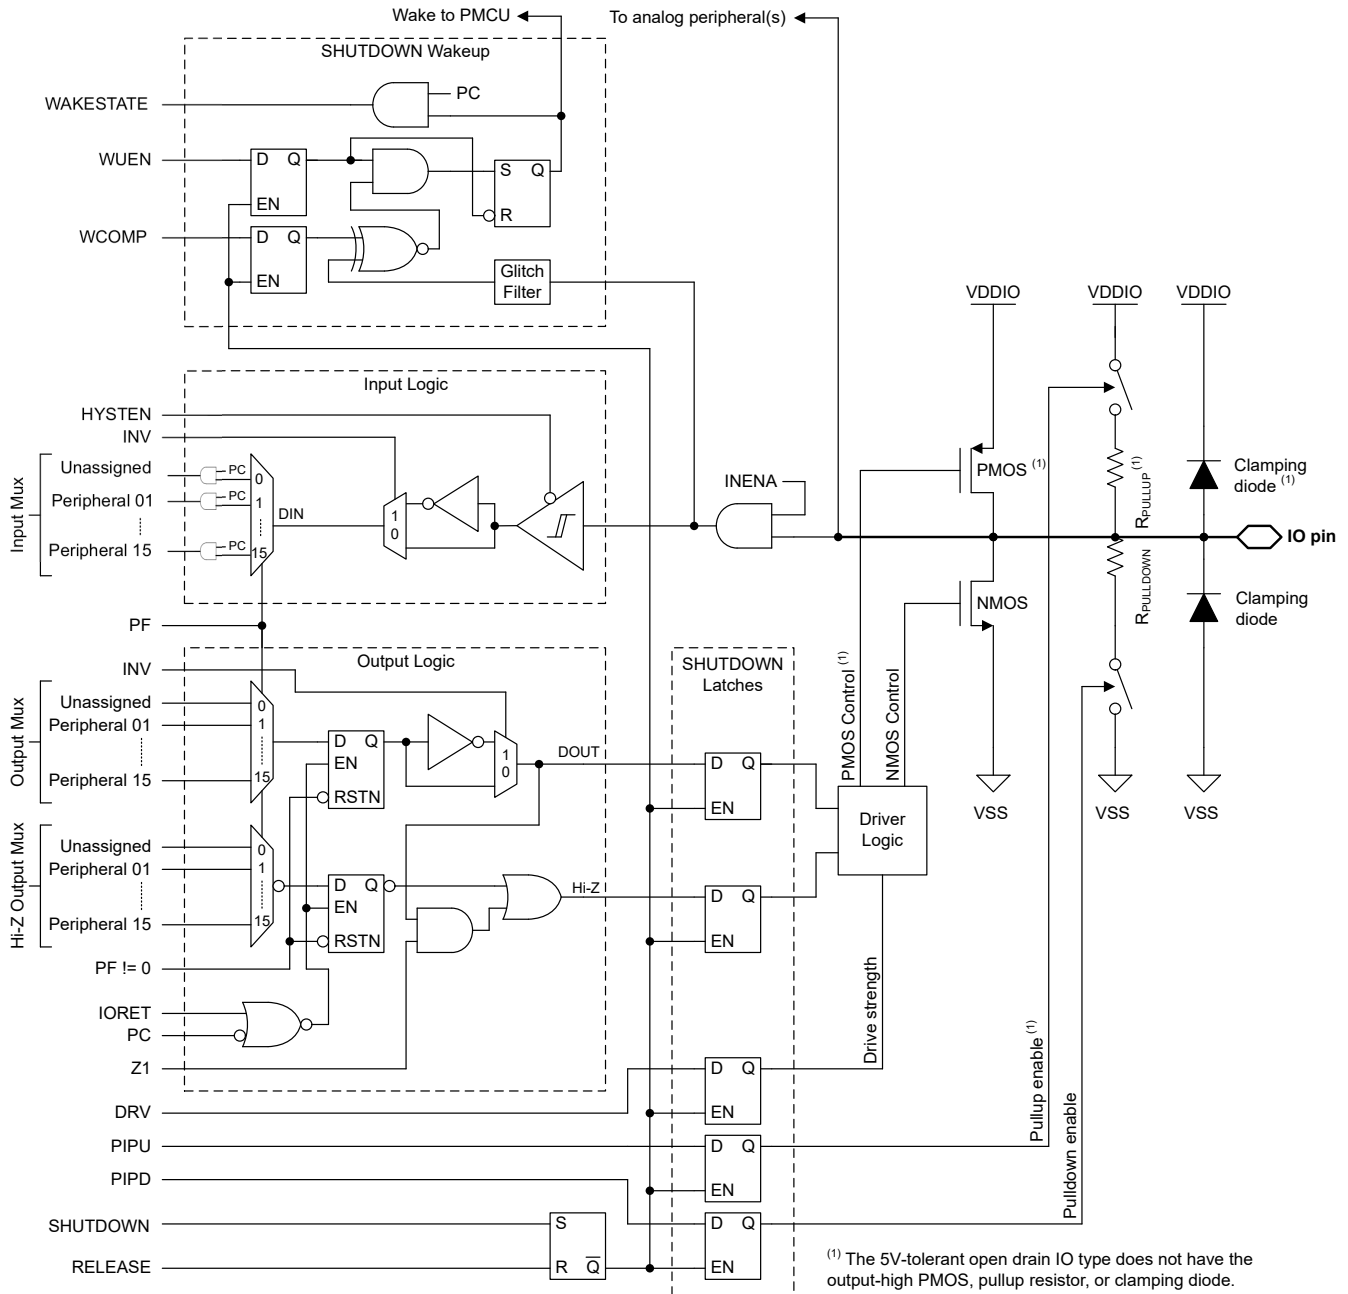 Wake to PMCU
To analog peripheral(s)
SHUTDOWN Wakeup
WAKESTATE
PC
WUEN
D Q
EN
S Q
R
WCOMP
D Q
EN
Glitch
Filter
VDDIO
VDDIO
VDDIO
Input Logic
HYSTEN
INV
Input Mux
Unassigned
PC
0
Peripheral 01
PC
1
Peripheral 15
PC
15
DIN
1
0
INENA
PMOS (1)
RPULLUP (1)
Clamping
diode (1)
IO pin
RPULLDOWN
NMOS
Clamping
diode
PF
Output Logic
INV
Output Mux
Unassigned
0
Peripheral 01
1
Peripheral 15
15
D Q
EN
RSTN
1
0
DOUT
SHUTDOWN
Latches
D Q
EN
PMOS Control (1)
NMOS Control
Driver
Logic
VSS
VSS
VSS
Hi-Z Output Mux
Unassigned
0
Peripheral 01
1
Peripheral 15
15
D Q
EN
RSTN
Hi-Z
D Q
EN
PF != 0
IORET
PC
Z1
Drive strength
D Q
EN
DRV
PIPU
D Q
EN
Pullup enable (1)
PIPD
Pulldown enable
SHUTDOWN
S
RELEASE
R Q
D Q
EN
(1) The 5V-tolerant open drain IO type does not have the
output-high PMOS, pullup resistor, or clamping diode.